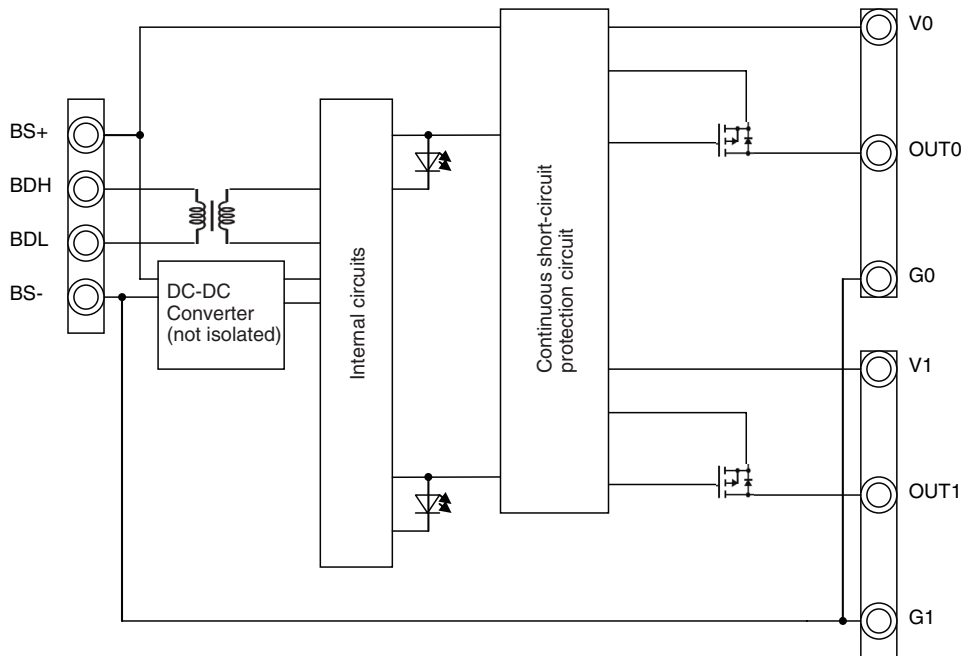 V0
BS+
OUT0
BDH
BDL
BS-
DC-DC
Converter
(not isolated)
G0
Internal circuits
Continuous short-circuit
protection circuit
V1
OUT1
G1